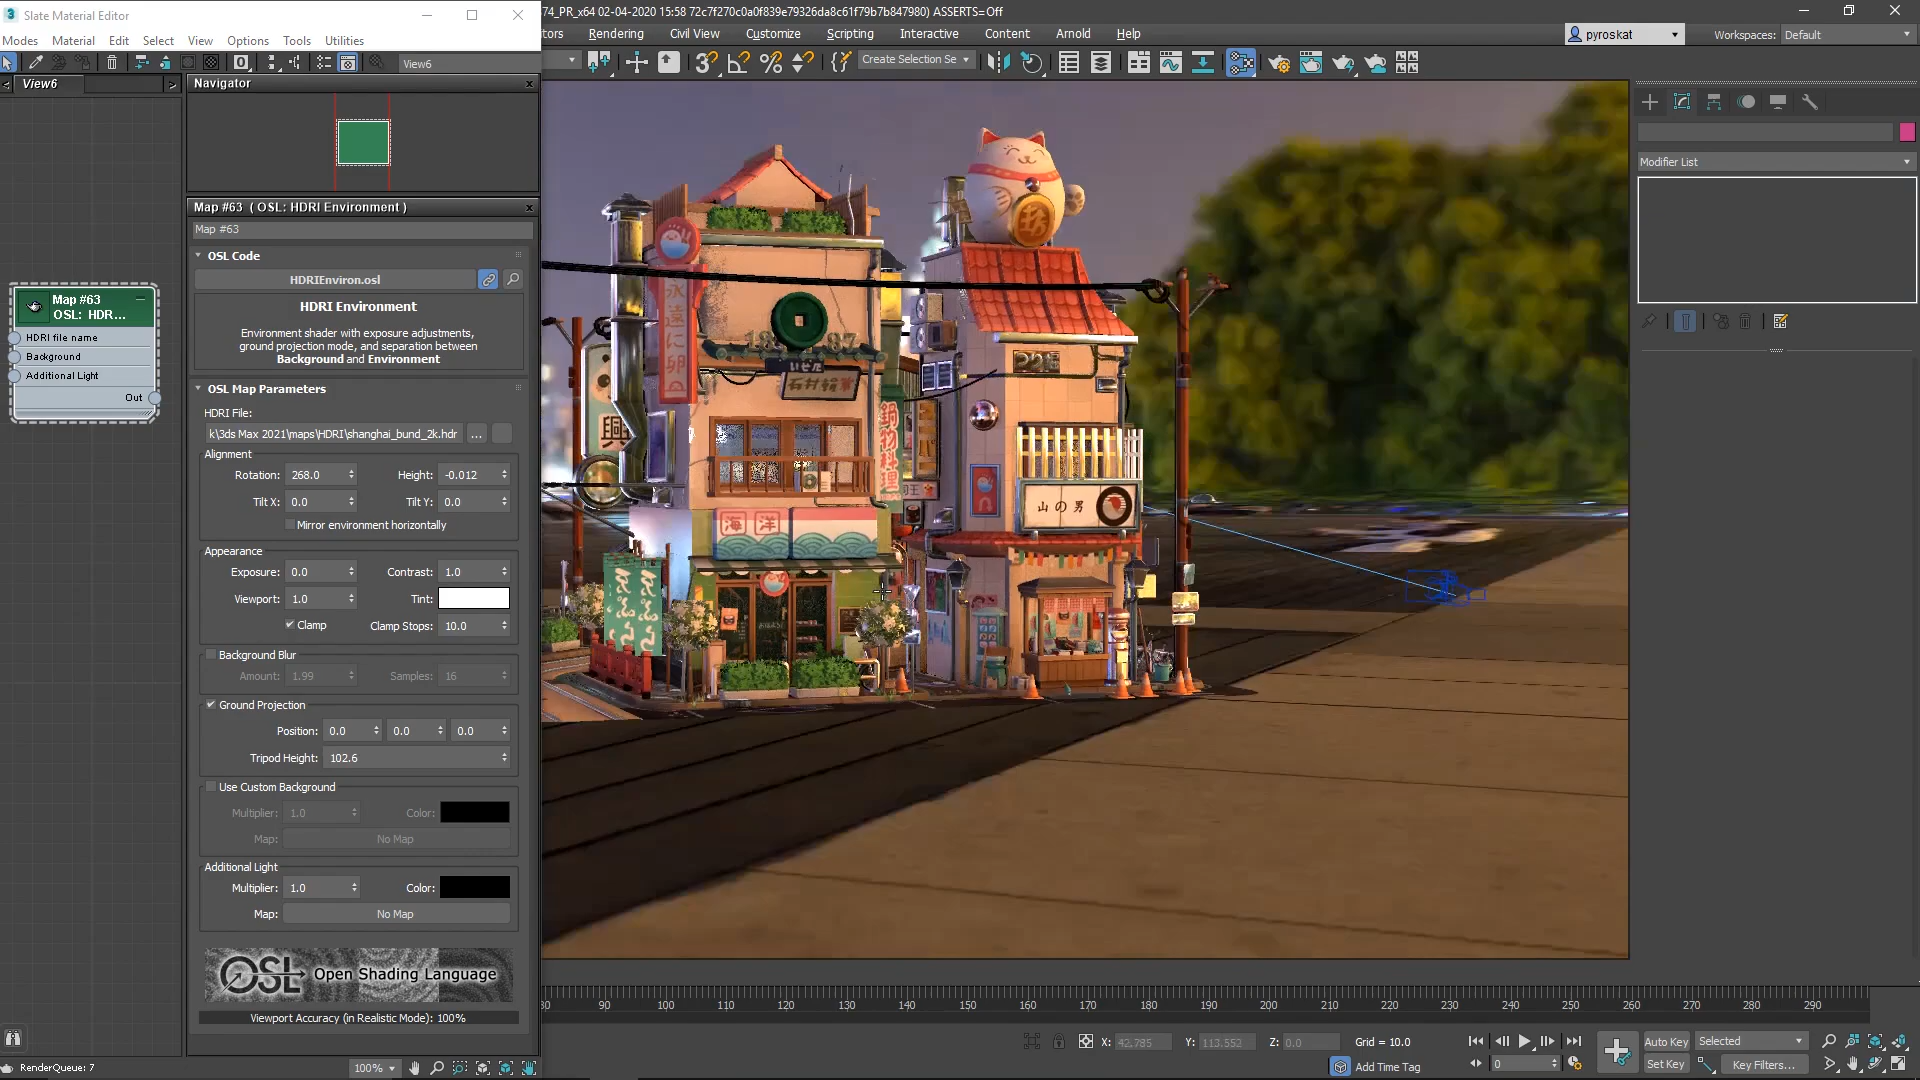 Slate Material Editor
74_PR_x64 02-04-2020 15:58 72c7f270c0a0f839e79326da8c61f79b7b847980) ASSERTS=Off
Modes Material Edit Select View Options Tools Utilities
tors Rendering Civil View Customize Scripting Interactive Content Arnold Help
pyroskat
Workspaces: Default
View6
Create Selection Se
View6
Navigator
Modifier List
Map #63 ( OSL: HDRI Environment )
Map #63
OSL Code
HDRIEnviron.osl
HDRI Environment
Environment shader with exposure adjustments,
ground projection mode, and separation between
Background and Environment
Map #63
OSL: HDR...
HDRI file name
Background
Additional Light
Out
OSL Map Parameters
HDRI File:
k\3ds Max 2021\maps\HDRI\shanghai_bund_2k.hdr ...
Alignment
Rotation: 268.0 Height: -0.012
Tilt X: 0.0 Tilt Y: 0.0
Mirror environment horizontally
Appearance
Exposure: 0.0 Contrast: 1.0
Viewport: 1.0 Tint:
Clamp Clamp Stops: 10.0
Background Blur
Amount: 1.99 Samples: 16
Ground Projection
Position: 0.0 0.0 0.0
Tripod Height: 102.6
Use Custom Background
Multiplier: 1.0 Color:
Map: No Map
Additional Light
Multiplier: 1.0 Color:
Map: No Map
OSL Open Shading Language
Viewport Accuracy (in Realistic Mode): 100%
永遠に卵
興
海洋
山の男
80 90 100 110 120 130 140 150 160 170 180 190 200 210 220 230 240 250 260 270 280 290
X: 42.785 Y: 113.553 Z: 0.0 Grid = 10.0
Add Time Tag
0
Auto Key Selected
Set Key Key Filters...
RenderQueue: 7
100%